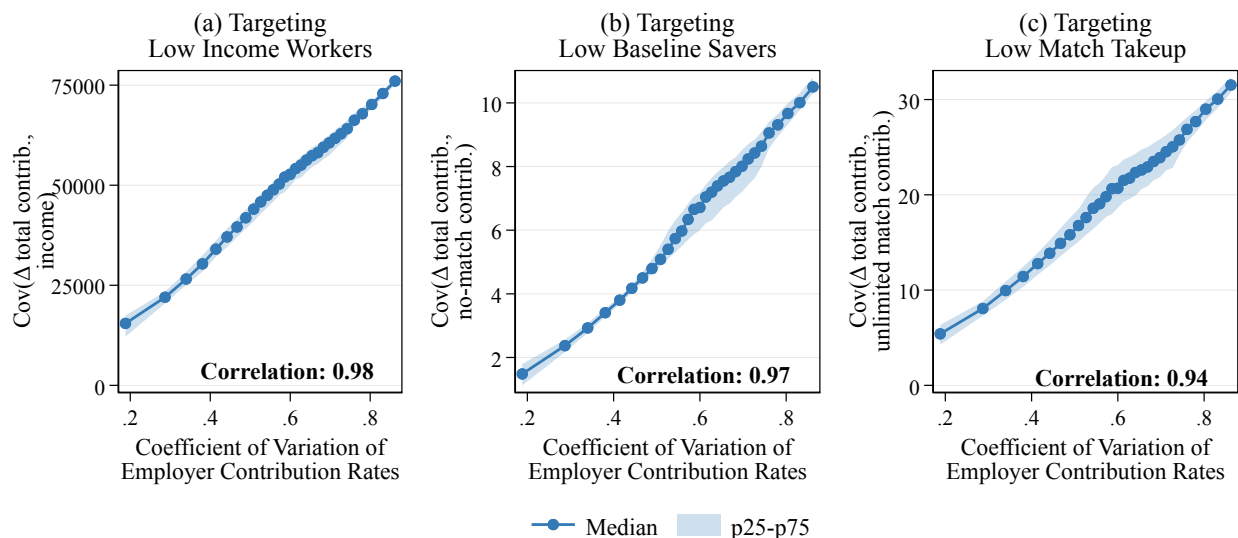 (a) Targeting
Low Income Workers
Cov(Δ total contrib.,
income)
75000
50000
25000
0
Correlation: 0.98
.2 .4 .6 .8
Coefficient of Variation of
Employer Contribution Rates
(b) Targeting
Low Baseline Savers
Cov(Δ total contrib.,
no-match contrib.)
10
8
6
4
2
Correlation: 0.97
.2 .4 .6 .8
Coefficient of Variation of
Employer Contribution Rates
(c) Targeting
Low Match Takeup
Cov(Δ total contrib.,
unlimited match contrib.)
30
20
10
0
Correlation: 0.94
.2 .4 .6 .8
Coefficient of Variation of
Employer Contribution Rates
Median p25-p75